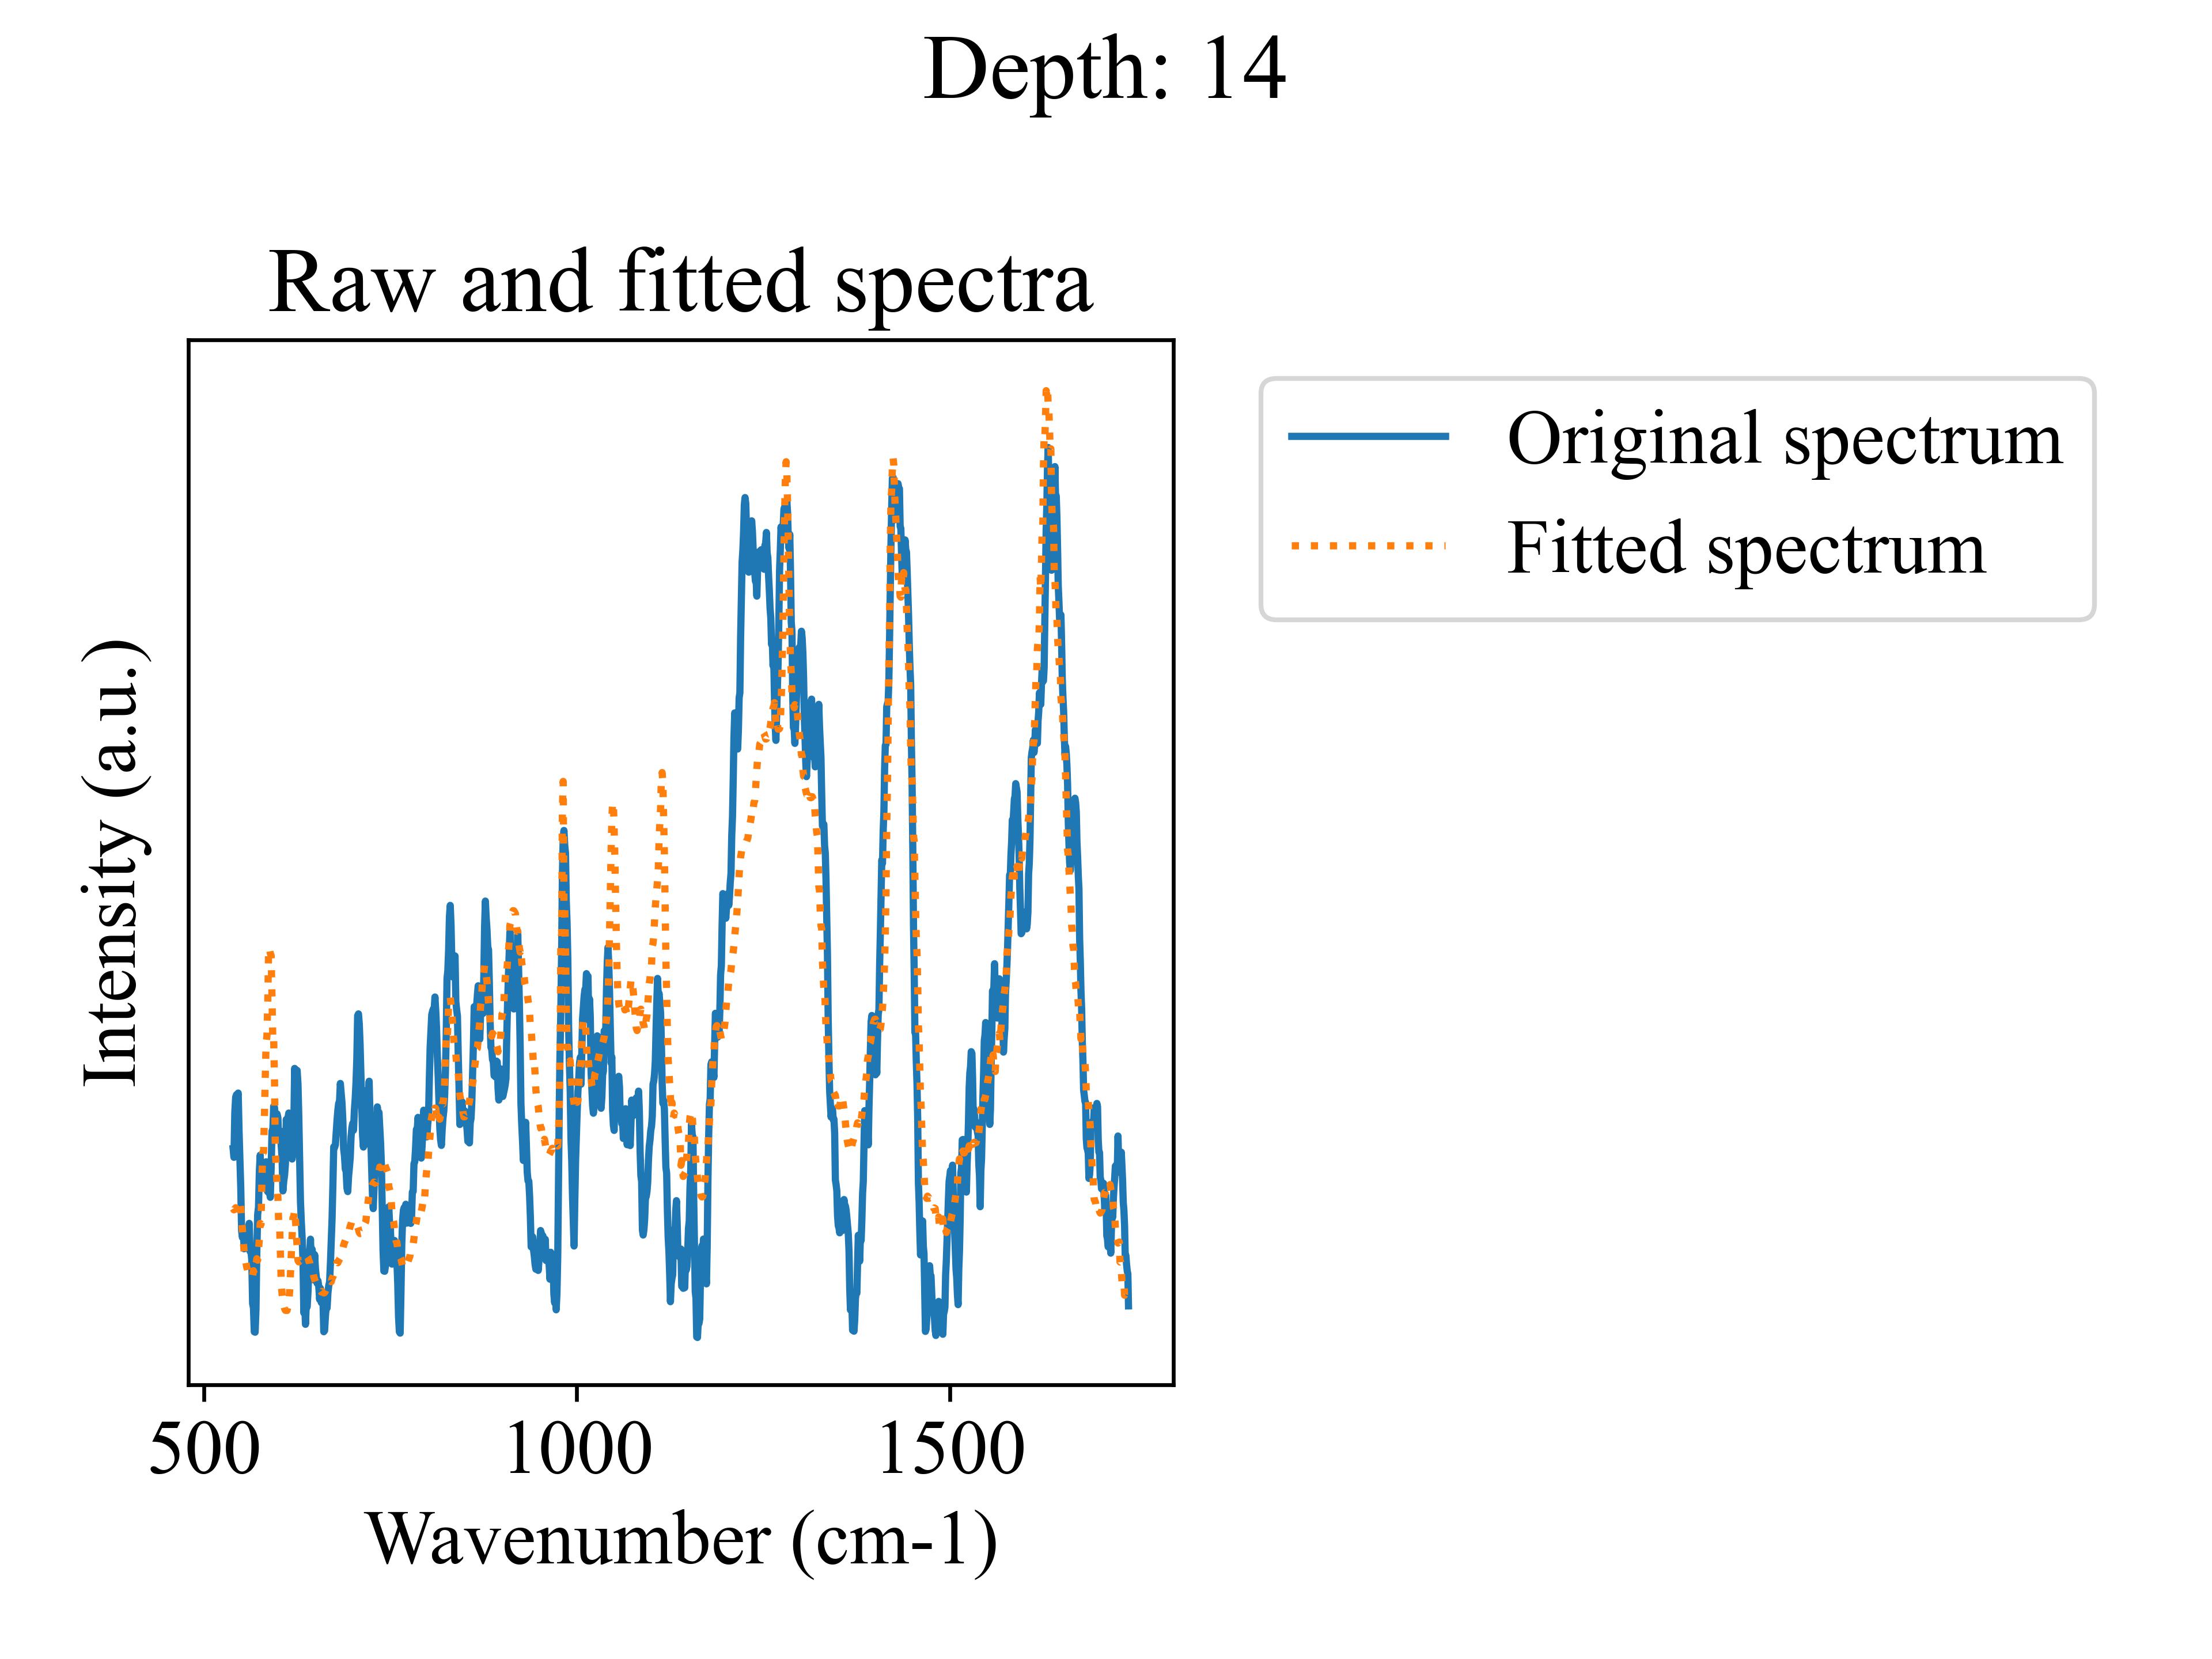 Depth: 14
Raw and fitted spectra
Original spectrum
Fitted spectrum
Intensity (a.u.)
500 1000 1500
Wavenumber (cm-1)